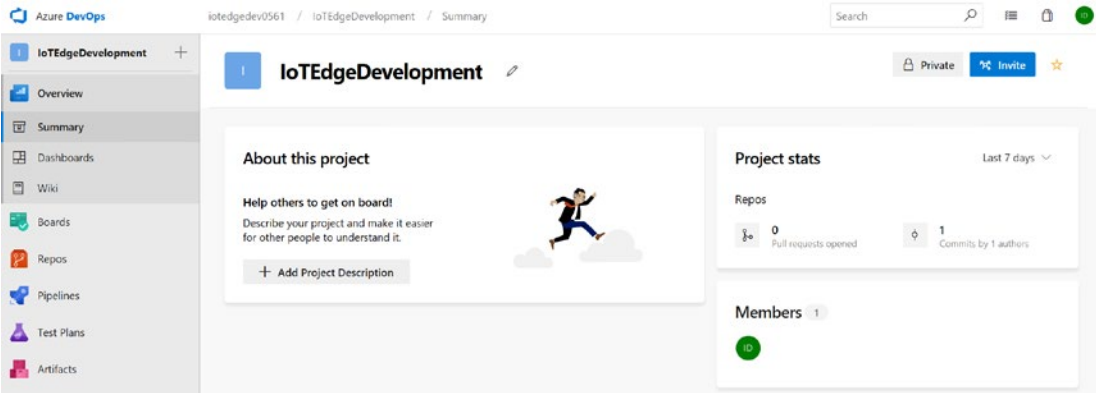 Azure DevOps
iotedgedev0561 / IoTEdgeDevelopment / Summary
Search
ID
I IoTEdgeDevelopment +
Overview
Summary
Dashboards
Wiki
Boards
Repos
Pipelines
Test Plans
Artifacts
I IoTEdgeDevelopment
Private
Invite
About this project
Help others to get on board!
Describe your project and make it easier
for other people to understand it.
+ Add Project Description
Project stats
Last 7 days
Repos
0
Pull requests opened
1
Commits by 1 authors
Members 1
ID